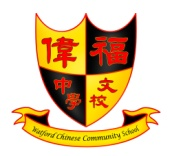 偉福
中文
學校
Watford Chinese Community School